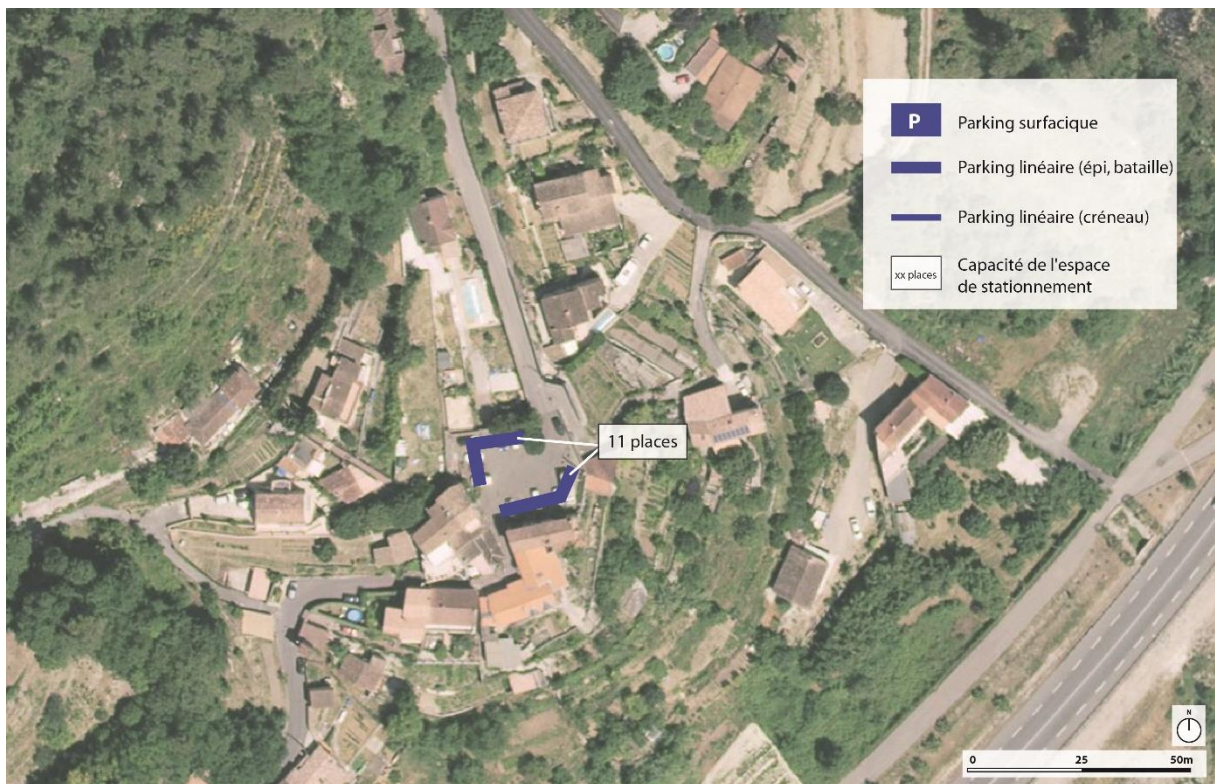 P
Parking surfacique
Parking linéaire (épi, bataille)
Parking linéaire (créneau)
xx places
Capacité de l'espace
de stationnement
11 places
N
0 25 50m